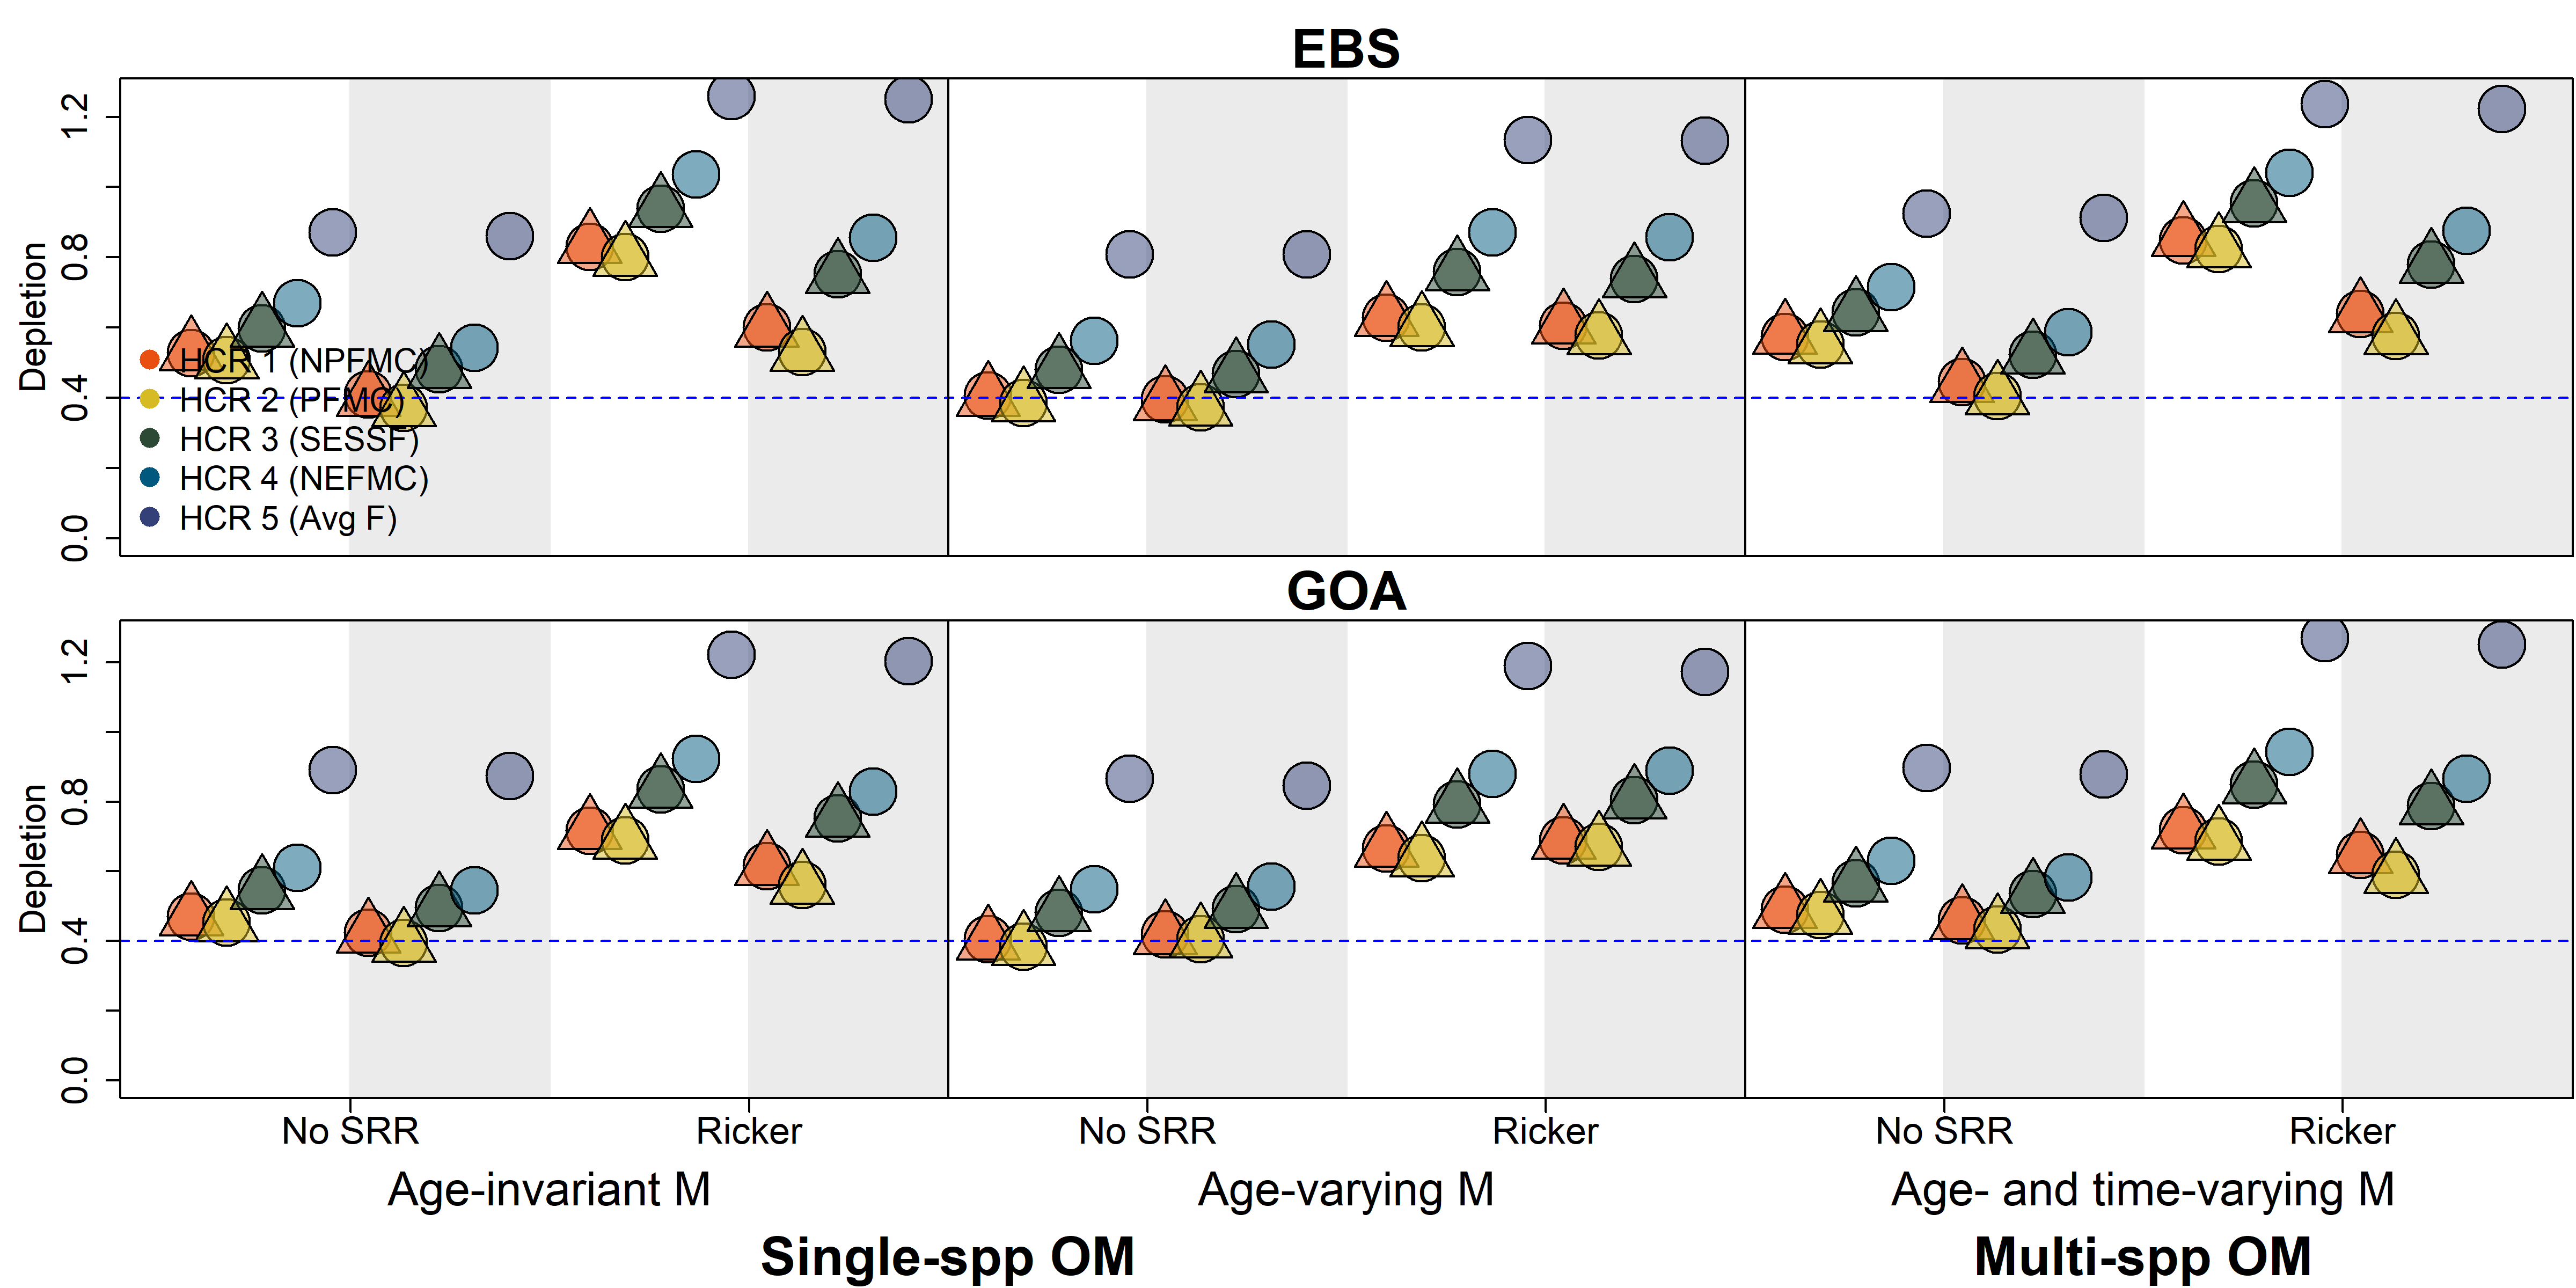 EBS
Depletion
1.2
0.8
0.4
0.0
HCR 1 (NPFMC)
HCR 2 (PFMC)
HCR 3 (SESSF)
HCR 4 (NEFMC)
HCR 5 (Avg F)
GOA
Depletion
1.2
0.8
0.4
0.0
No SRR Ricker No SRR Ricker No SRR Ricker
Age-invariant M Age-varying M Age- and time-varying M
Single-spp OM Multi-spp OM